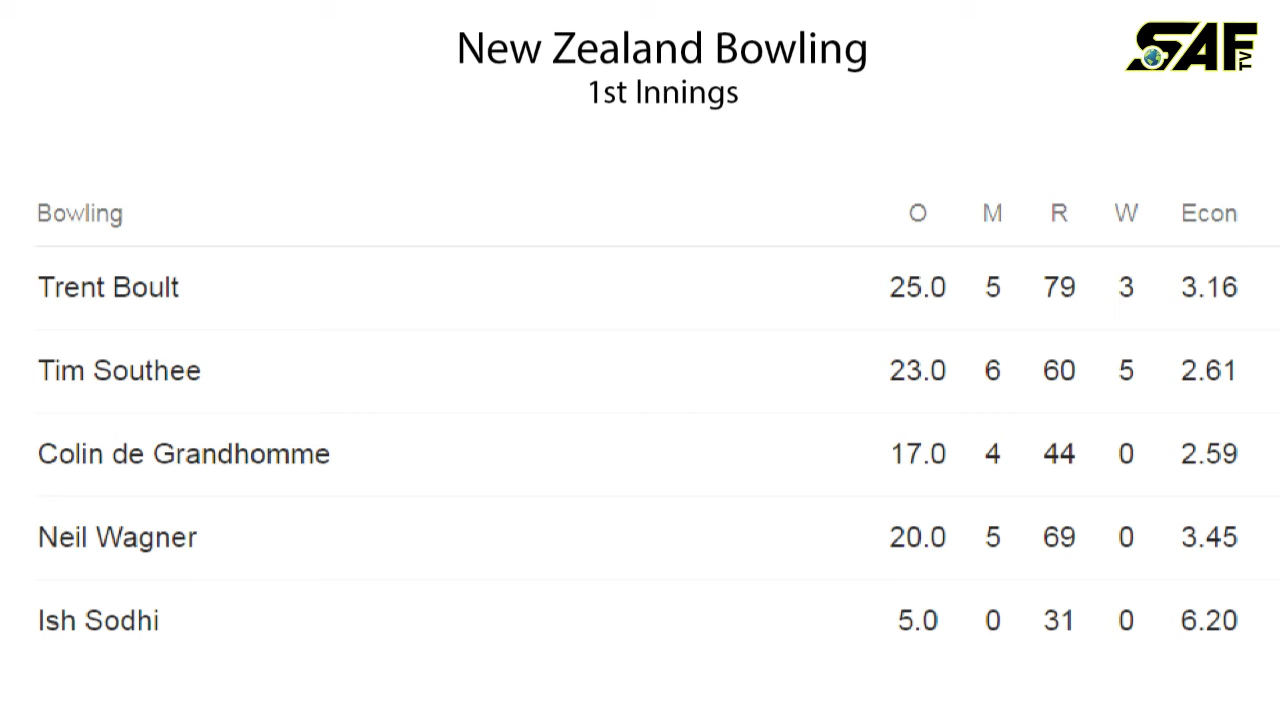 New Zealand Bowling
1st Innings
SAF TV
Bowling O M R W Econ
Trent Boult 25.0 5 79 3 3.16
Tim Southee 23.0 6 60 5 2.61
Colin de Grandhomme 17.0 4 44 0 2.59
Neil Wagner 20.0 5 69 0 3.45
Ish Sodhi 5.0 0 31 0 6.20